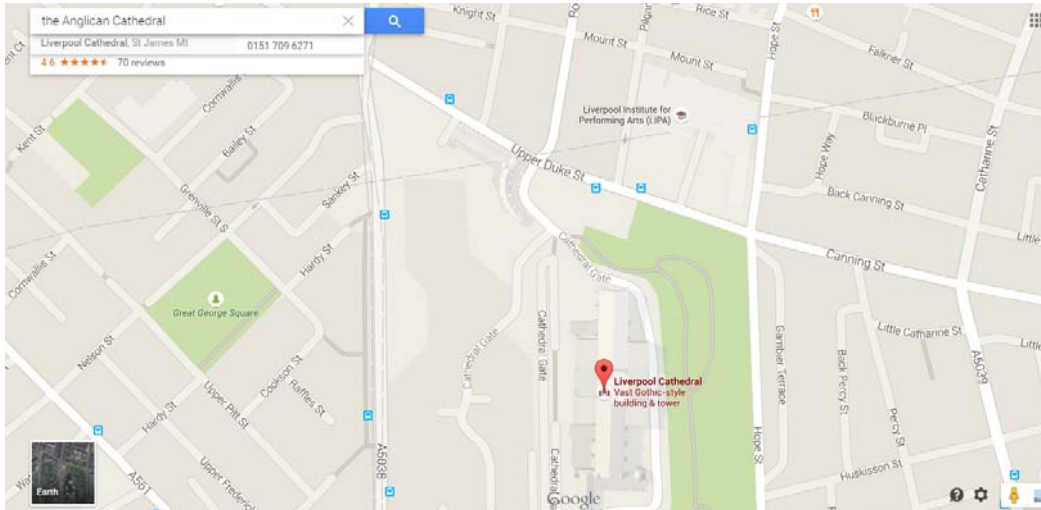 the Anglican Cathedral
Liverpool Cathedral, St James Mt
0151 709 6271
4.6
70 reviews
Knight St
Rice St
Hope St
Mount St
Mount St
Falkner St
Kent St
Cornwallis
Bailey St
Liverpool Institute for
Performing Arts (LIPA)
Blackburne Pl
Catharine St
Upper Duke St
Hope Way
Sankey St
Back Canning St
Grenville St S
Little
Hardy St
Cathedral Gate
Canning St
Cornwallis St
Great George Square
Nelson St
Cathedral Gate
Cathedral Gate
Gambier Terrace
Little Catharine St
Little
Back Percy St
A5039
Cookson St
Raffles St
Liverpool Cathedral
Vast Gothic-style
building & tower
Percy St
Hardy St
Upper Pitt St
A5038
Hope St
Huskisson St
Upper Frederic
A561
Cathedral
Earth
Google